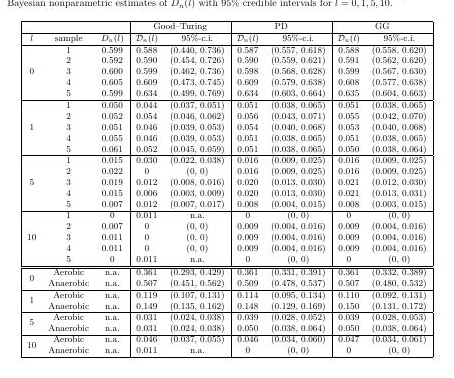 Bayesian nonparametric estimates of Dn(l) with 95% credible intervals for l = 0, 1, 5, 10.
Good–Turing PD GG
l sample Dn(l) Dn(l) 95%-c.i. Dn(l) 95%-c.i. Dn(l) 95%-c.i.
1 0.599 0.588 (0.440, 0.736) 0.587 (0.557, 0.618) 0.588 (0.558, 0.620)
2 0.592 0.590 (0.454, 0.726) 0.590 (0.559, 0.621) 0.591 (0.562, 0.620)
0 3 0.600 0.599 (0.462, 0.736) 0.598 (0.568, 0.628) 0.599 (0.567, 0.630)
4 0.605 0.609 (0.473, 0.745) 0.609 (0.579, 0.638) 0.608 (0.577, 0.638)
5 0.599 0.634 (0.499, 0.769) 0.634 (0.603, 0.664) 0.635 (0.604, 0.663)
1 0.050 0.044 (0.037, 0.051) 0.051 (0.038, 0.065) 0.051 (0.038, 0.065)
2 0.052 0.054 (0.046, 0.062) 0.056 (0.043, 0.071) 0.055 (0.042, 0.070)
1 3 0.051 0.046 (0.039, 0.053) 0.054 (0.040, 0.068) 0.053 (0.040, 0.068)
4 0.055 0.046 (0.039, 0.053) 0.051 (0.038, 0.065) 0.051 (0.038, 0.065)
5 0.061 0.052 (0.045, 0.059) 0.051 (0.038, 0.065) 0.050 (0.038, 0.064)
1 0.015 0.030 (0.022, 0.038) 0.016 (0.009, 0.025) 0.016 (0.009, 0.025)
2 0.022 0 (0, 0) 0.016 (0.009, 0.025) 0.016 (0.009, 0.025)
5 3 0.019 0.012 (0.008, 0.016) 0.020 (0.013, 0.030) 0.021 (0.012, 0.030)
4 0.015 0.006 (0.003, 0.009) 0.020 (0.013, 0.030) 0.021 (0.013, 0.031)
5 0.007 0.012 (0.007, 0.017) 0.008 (0.004, 0.015) 0.008 (0.003, 0.015)
1 0 0.011 n.a. 0 (0, 0) 0 (0, 0)
2 0.007 0 (0, 0) 0.009 (0.004, 0.016) 0.009 (0.004, 0.016)
10 3 0.011 0 (0, 0) 0.009 (0.004, 0.016) 0.009 (0.004, 0.016)
4 0.011 0 (0, 0) 0.009 (0.004, 0.016) 0.009 (0.004, 0.016)
5 0 0.011 n.a. 0 (0, 0) 0 (0, 0)
0 Aerobic n.a. 0.361 (0.293, 0.429) 0.361 (0.331, 0.391) 0.361 (0.332, 0.389)
Anaerobic n.a. 0.507 (0.451, 0.562) 0.509 (0.478, 0.537) 0.507 (0.480, 0.532)
1 Aerobic n.a. 0.119 (0.107, 0.131) 0.114 (0.095, 0.134) 0.110 (0.092, 0.131)
Anaerobic n.a. 0.149 (0.135, 0.162) 0.148 (0.129, 0.169) 0.150 (0.131, 0.172)
5 Aerobic n.a. 0.031 (0.024, 0.038) 0.039 (0.028, 0.052) 0.039 (0.028, 0.053)
Anaerobic n.a. 0.031 (0.024, 0.038) 0.050 (0.038, 0.064) 0.050 (0.038, 0.064)
10 Aerobic n.a. 0.046 (0.037, 0.055) 0.046 (0.034, 0.060) 0.047 (0.034, 0.061)
Anaerobic n.a. 0.011 n.a. 0 (0, 0) 0 (0, 0)